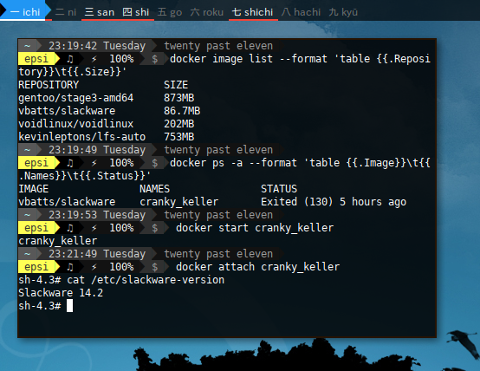 一 ichi 二 ni 三 san 四 shi 五 go 六 roku 七 shichi 八 hachi 九 kyū
~ 23:19:42 Tuesday twenty past eleven
epsi ♫ ⚡ 100% $ docker image list --format 'table {{.Reposi
tory}}\t{{.Size}}'
REPOSITORY SIZE
gentoo/stage3-amd64 873MB
vbatts/slackware 86.7MB
voidlinux/voidlinux 202MB
kevinleptons/lfs-auto 753MB
~ 23:19:49 Tuesday twenty past eleven
epsi ♫ ⚡ 100% $ docker ps -a --format 'table {{.Image}}\t{{
.Names}}\t{{.Status}}'
IMAGE NAMES STATUS
vbatts/slackware cranky_keller Exited (130) 5 hours ago
~ 23:19:53 Tuesday twenty past eleven
epsi ♫ ⚡ 100% $ docker start cranky_keller
cranky_keller
~ 23:21:49 Tuesday twenty past eleven
epsi ♫ ⚡ 100% $ docker attach cranky_keller
sh-4.3# cat /etc/slackware-version
Slackware 14.2
sh-4.3#